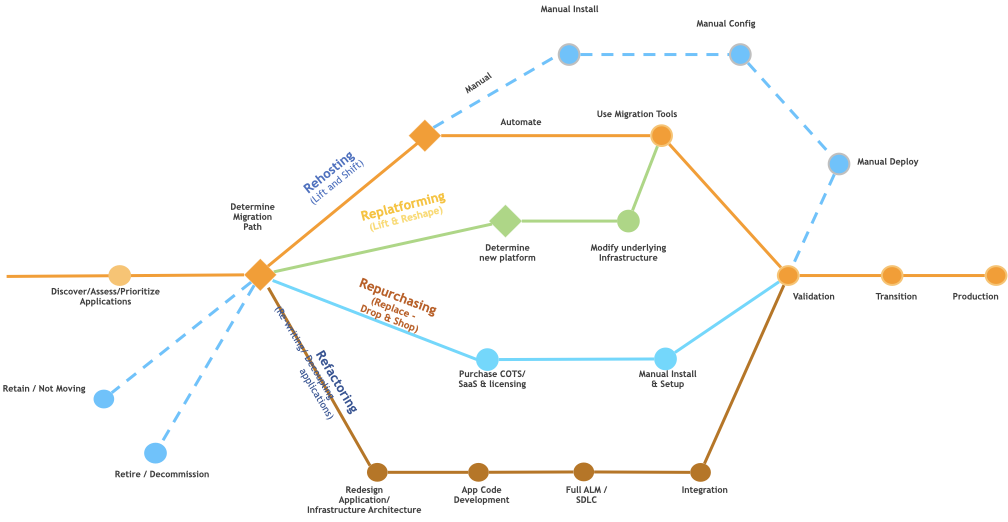 Manual Install
Manual Config
Manual
Automate
Use Migration Tools
Manual Deploy
Rehosting
(Lift and Shift)
Replatforming
(Lift & Reshape)
Determine
Migration
Path
Determine
new platform
Modify underlying
Infrastructure
Discover/Assess/Prioritize
Applications
Validation
Transition
Production
Repurchasing
(Replace -
Drop & Shop)
Refactoring
(Re-writing/ Decoupling
applications)
Purchase COTS/
SaaS & licensing
Manual Install
& Setup
Retain / Not Moving
Retire / Decommission
Redesign
Application/
Infrastructure Architecture
App Code
Development
Full ALM /
SDLC
Integration